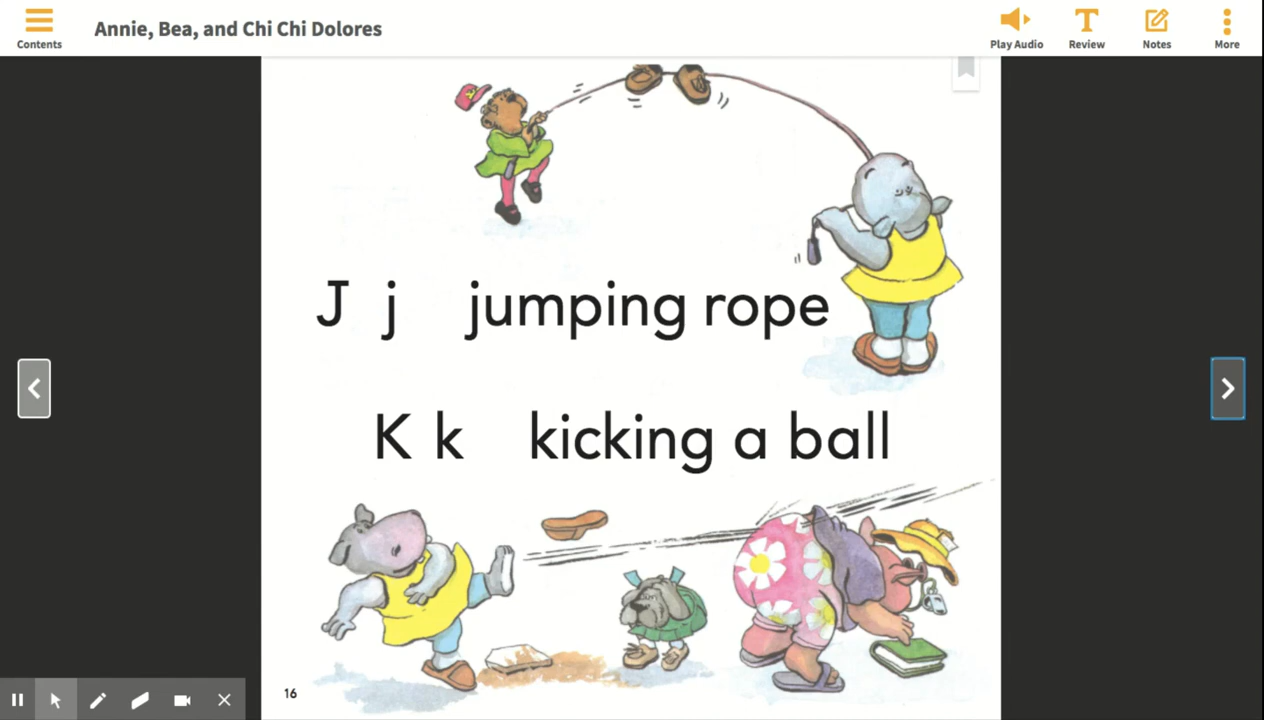 Contents
Annie, Bea, and Chi Chi Dolores
Play Audio
Review
Notes
More
J j jumping rope
K k kicking a ball
16